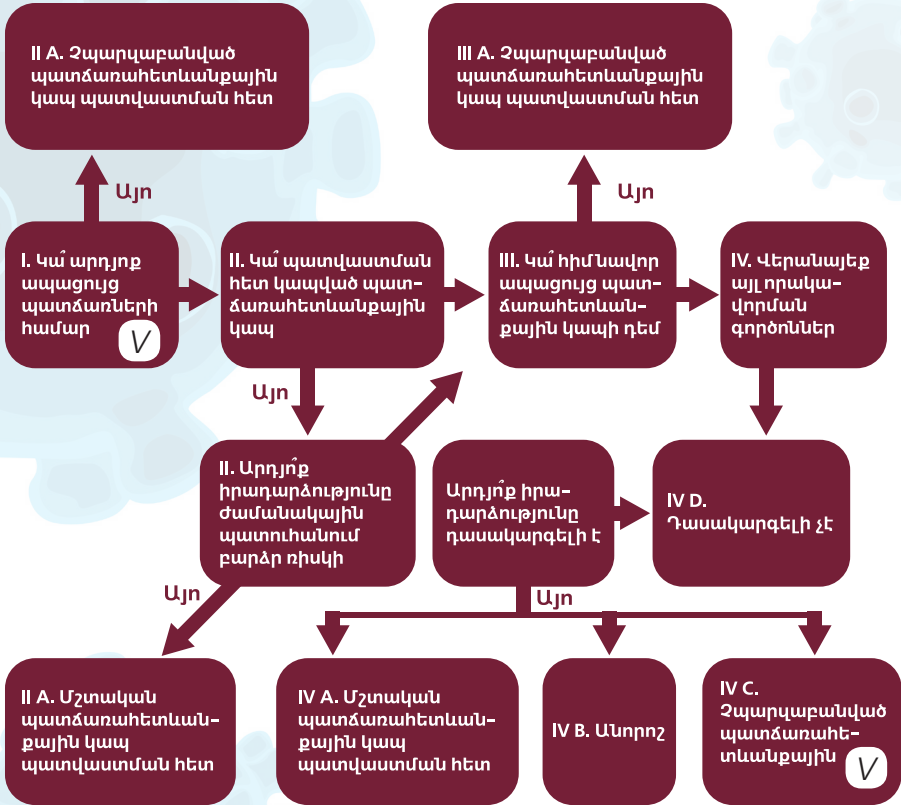 II A. Չպարզաբանված
պատճառահետևանքային
կապ պատվաստման հետ
III A. Չպարզաբանված
պատճառահետևանքային
կապ պատվաստման հետ
Այո
Այո
I. Կա՛ արդյոք
ապացույց
պատճառների
համար
V
II. Կա՛ պատվաստման
հետ կապված պատ-
ճառահետևանքային
կապ
III. Կա՛ հիմնավոր
ապացույց պատ-
ճառահետևան-
քային կապի դեմ
IV. Վերանայեք
այլ որակա-
վորման
գործոններ
Այո
II. Արդյո՞ք
իրադարձությունը
ժամանակային
պատուհանում
բարձր ռիսկի
Արդյո՞ք իրա-
դարձությունը
դասակարգելի է
IV D.
Դասակարգելի չէ
Այո
Այո
II A. Մշտական
պատճառահետևան-
քային կապ
պատվաստման հետ
IV A. Մշտական
պատճառահետևան-
քային կապ
պատվաստման հետ
IV B. Անորոշ
IV C.
Չպարզաբանված
պատճառահե-
տևանքային
V